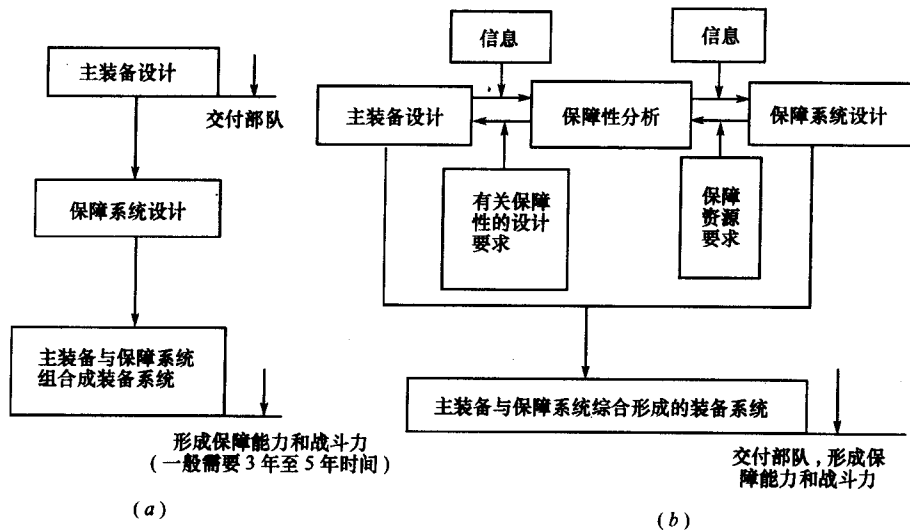 主装备设计
交付部队
保障系统设计
主装备与保障系统
组合成装备系统
形成保障能力和战斗力
(一般需要3年至5年时间)
(a)
信息
信息
主装备设计
保障性分析
保障系统设计
有关保障
性的设计
要求
保障
资源
要求
主装备与保障系统综合形成的装备系统
交付部队,形成保
障能力和战斗力
(b)